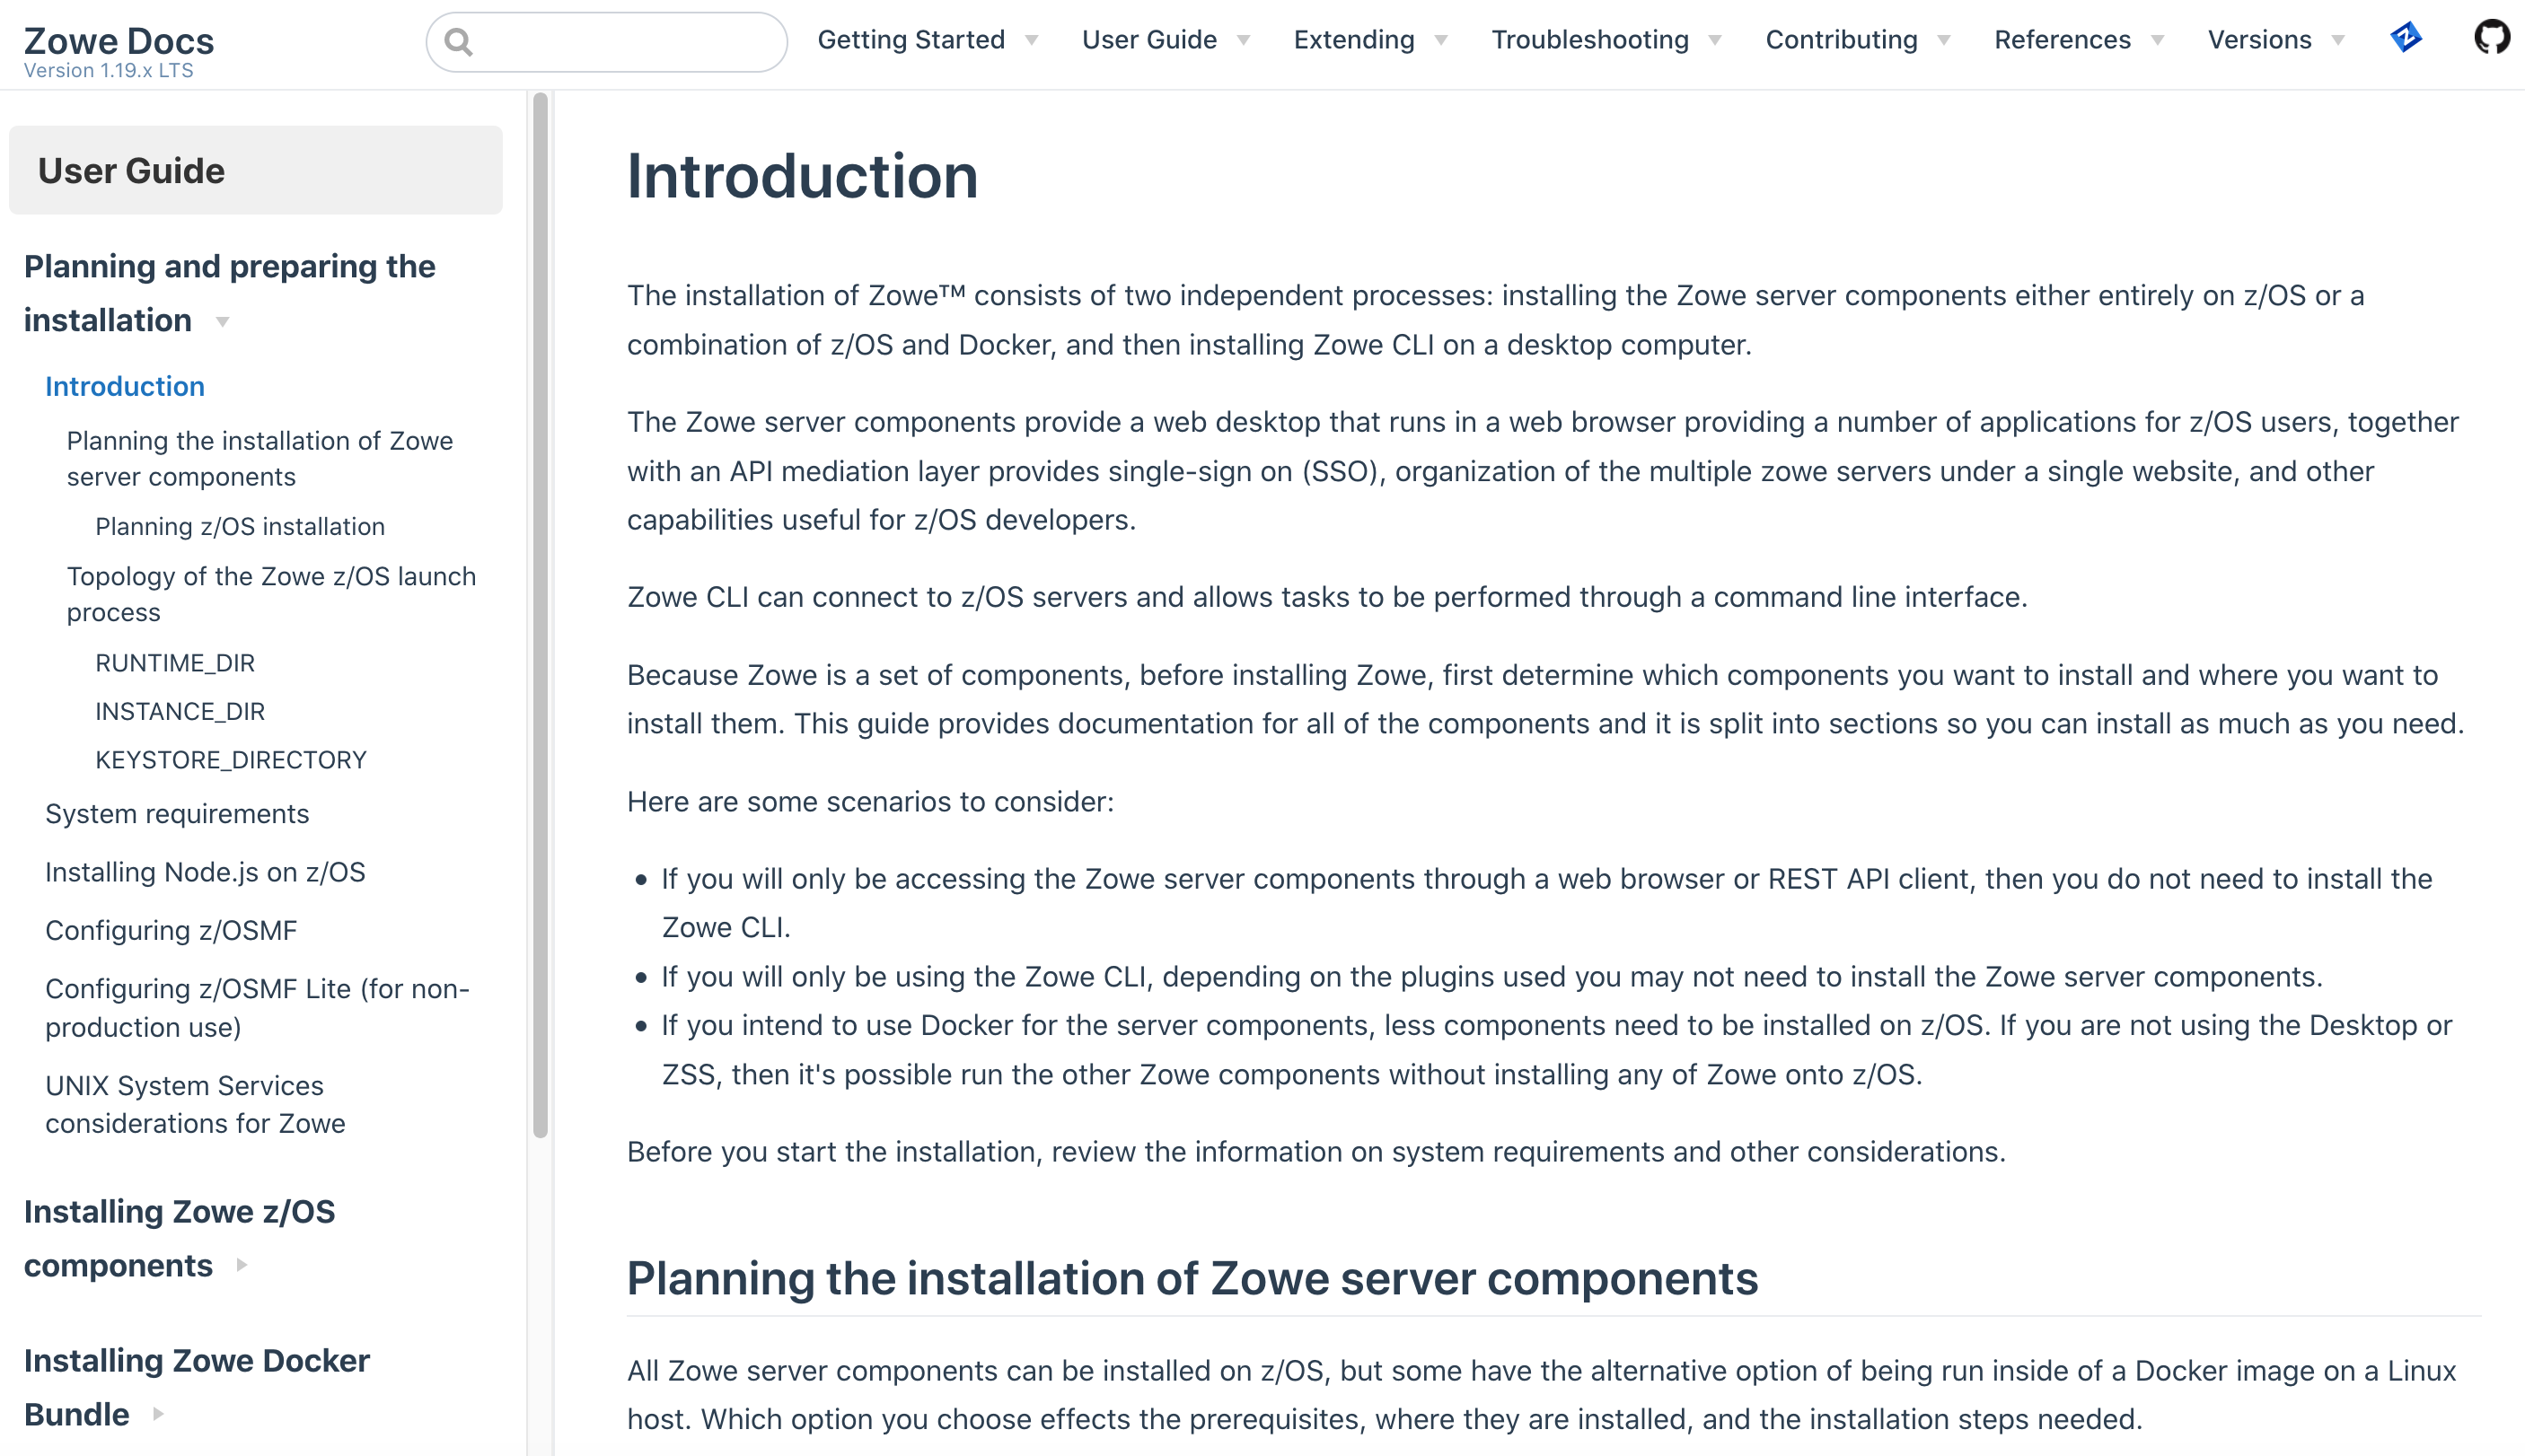 Zowe Docs
Version 1.19.x LTS
Getting Started
User Guide
Extending
Troubleshooting
Contributing
References
Versions
User Guide
Planning and preparing the
installation
Introduction
Planning the installation of Zowe
server components
Planning z/OS installation
Topology of the Zowe z/OS launch
process
RUNTIME_DIR
INSTANCE_DIR
KEYSTORE_DIRECTORY
System requirements
Installing Node.js on z/OS
Configuring z/OSMF
Configuring z/OSMF Lite (for non-
production use)
UNIX System Services
considerations for Zowe
Installing Zowe z/OS
components
Installing Zowe Docker
Bundle
Introduction
The installation of Zowe™ consists of two independent processes: installing the Zowe server components either entirely on z/OS or a
combination of z/OS and Docker, and then installing Zowe CLI on a desktop computer.
The Zowe server components provide a web desktop that runs in a web browser providing a number of applications for z/OS users, together
with an API mediation layer provides single-sign on (SSO), organization of the multiple zowe servers under a single website, and other
capabilities useful for z/OS developers.
Zowe CLI can connect to z/OS servers and allows tasks to be performed through a command line interface.
Because Zowe is a set of components, before installing Zowe, first determine which components you want to install and where you want to
install them. This guide provides documentation for all of the components and it is split into sections so you can install as much as you need.
Here are some scenarios to consider:
• If you will only be accessing the Zowe server components through a web browser or REST API client, then you do not need to install the
Zowe CLI.
• If you will only be using the Zowe CLI, depending on the plugins used you may not need to install the Zowe server components.
• If you intend to use Docker for the server components, less components need to be installed on z/OS. If you are not using the Desktop or
ZSS, then it's possible run the other Zowe components without installing any of Zowe onto z/OS.
Before you start the installation, review the information on system requirements and other considerations.
Planning the installation of Zowe server components
All Zowe server components can be installed on z/OS, but some have the alternative option of being run inside of a Docker image on a Linux
host. Which option you choose effects the prerequisites, where they are installed, and the installation steps needed.